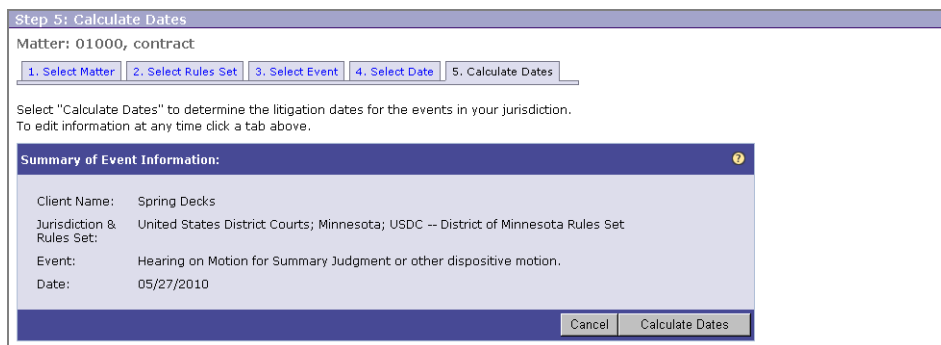 Step 5: Calculate Dates
Matter: 01000, contract
1. Select Matter 2. Select Rules Set 3. Select Event 4. Select Date 5. Calculate Dates
Select "Calculate Dates" to determine the litigation dates for the events in your jurisdiction.
To edit information at any time click a tab above.
Summary of Event Information: ?
Client Name: Spring Decks
Jurisdiction & United States District Courts; Minnesota; USDC -- District of Minnesota Rules Set
Rules Set:
Event: Hearing on Motion for Summary Judgment or other dispositive motion.
Date: 05/27/2010
Cancel Calculate Dates